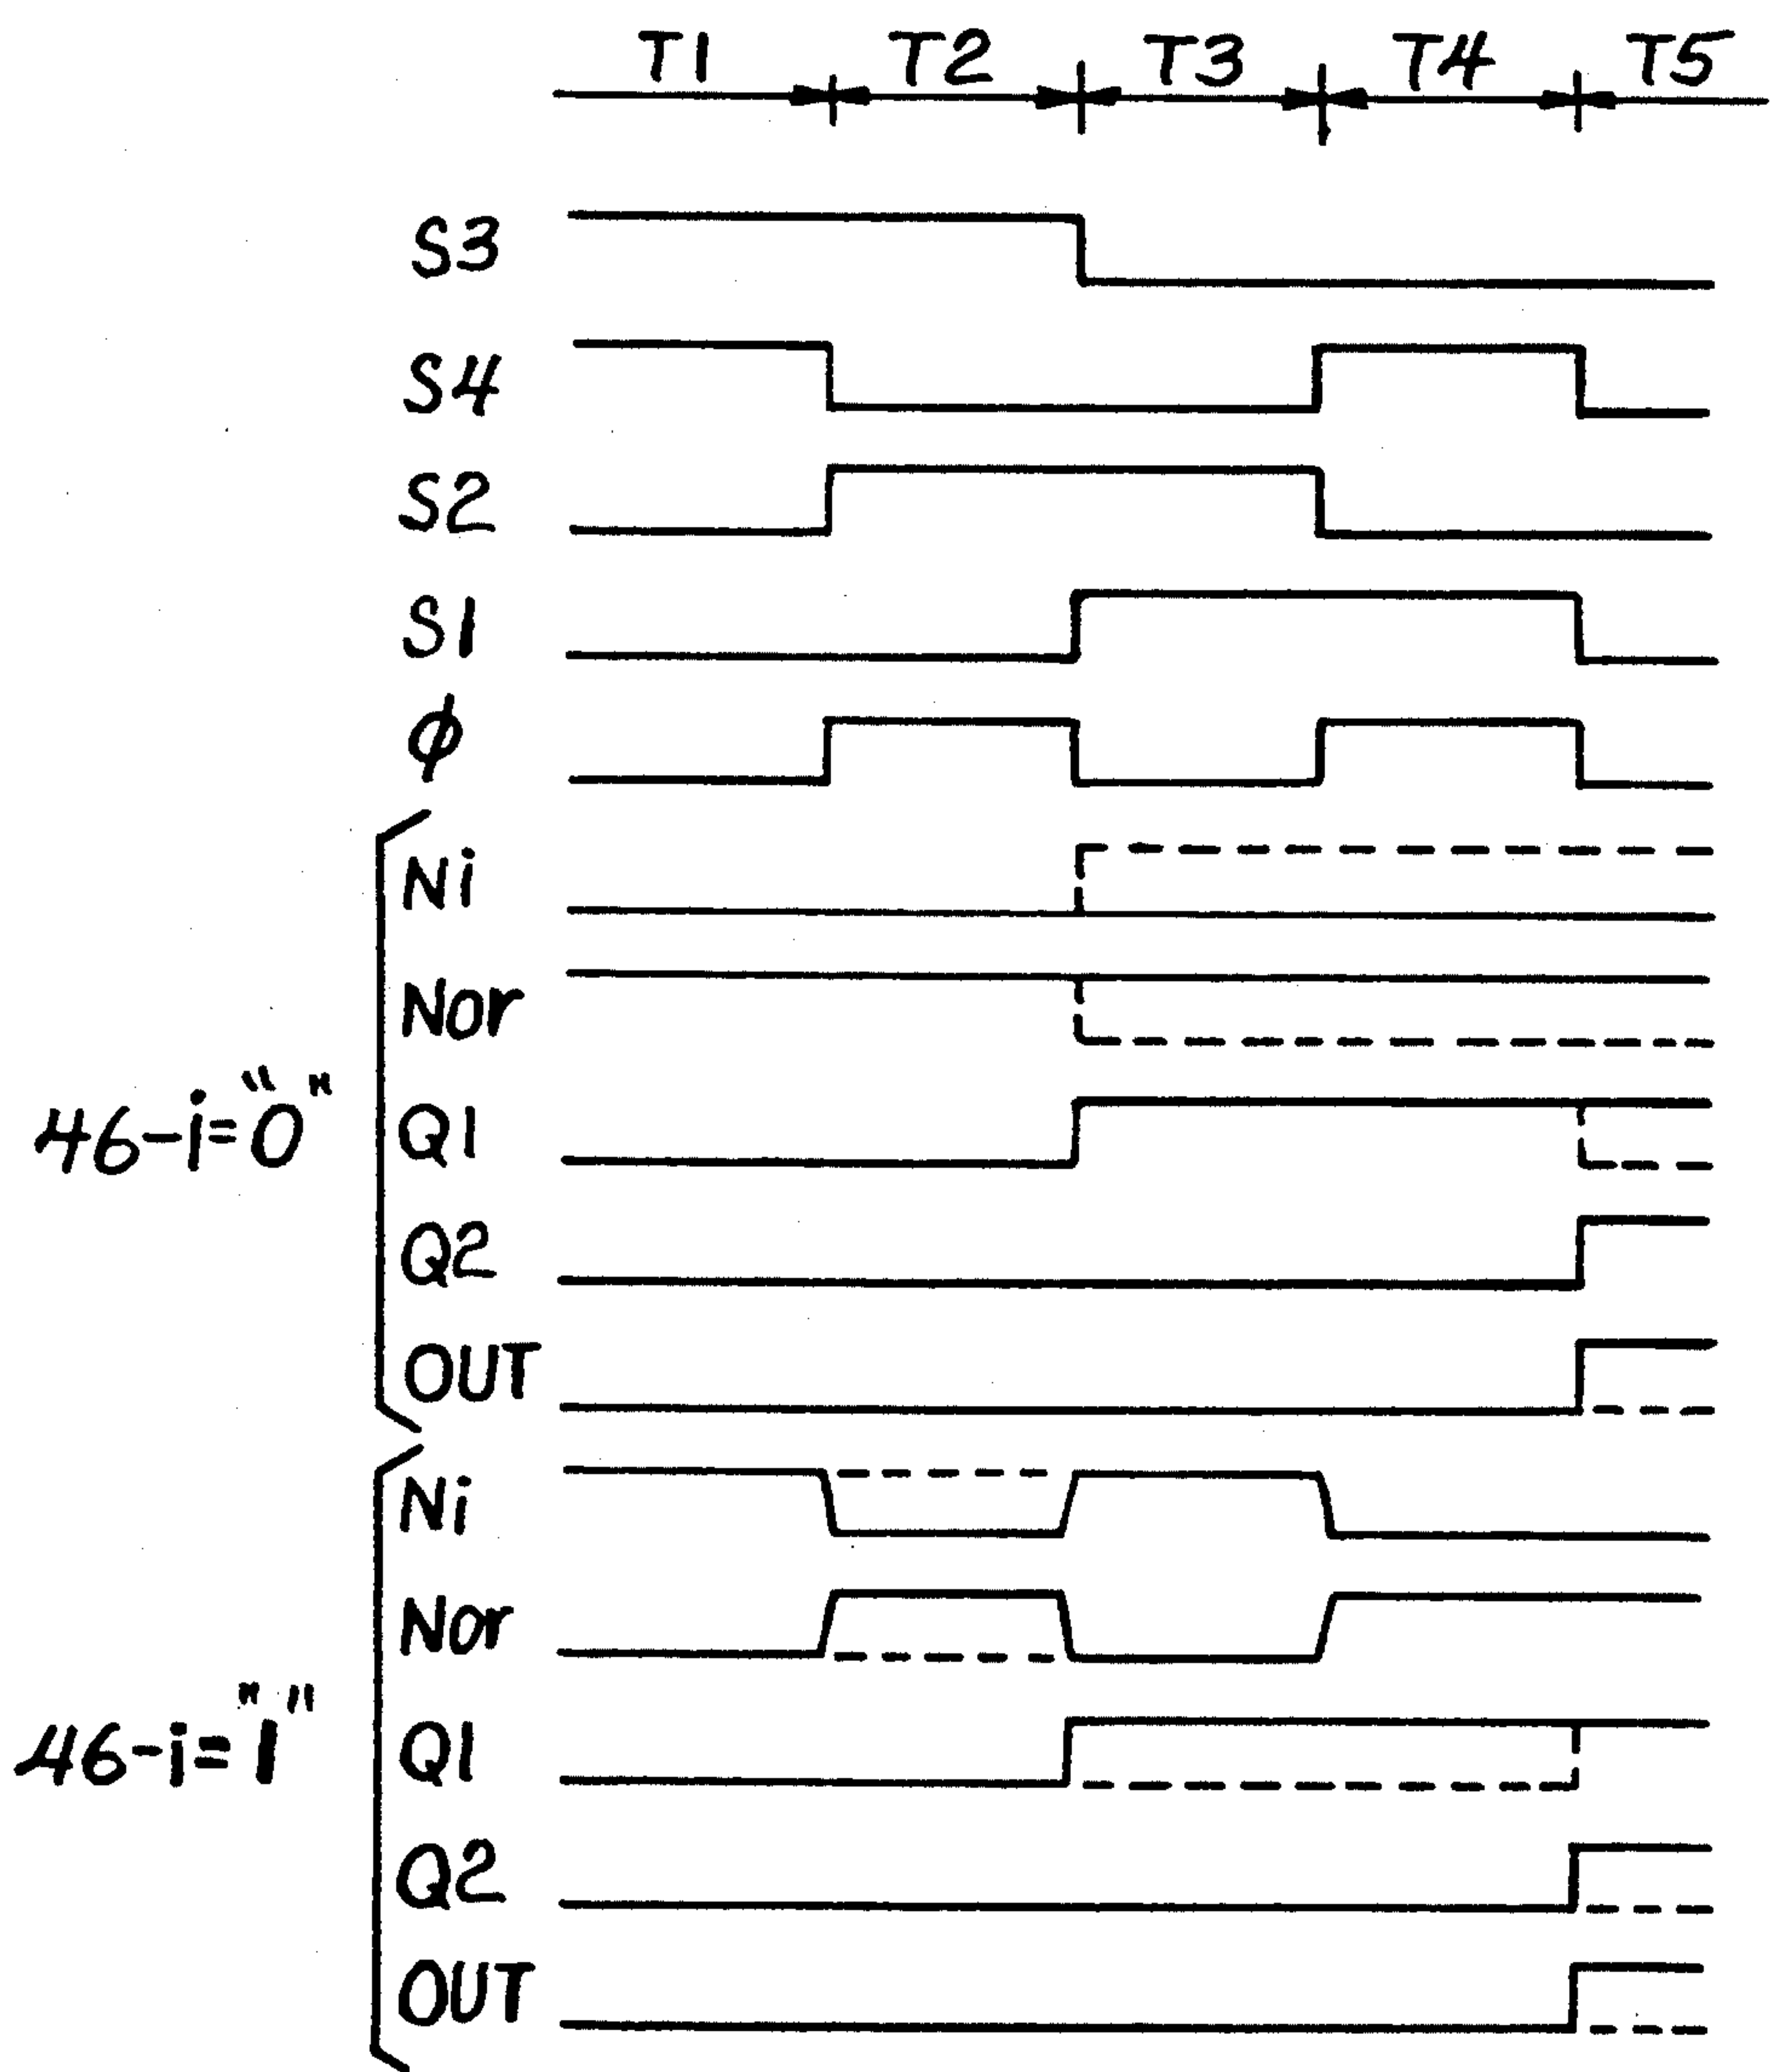 T1 T2 T3 T4 T5
S3
S4
S2
S1
ϕ
Ni
Nor
46-i="0"
Q1
Q2
OUT
Ni
Nor
46-i="1"
Q1
Q2
OUT